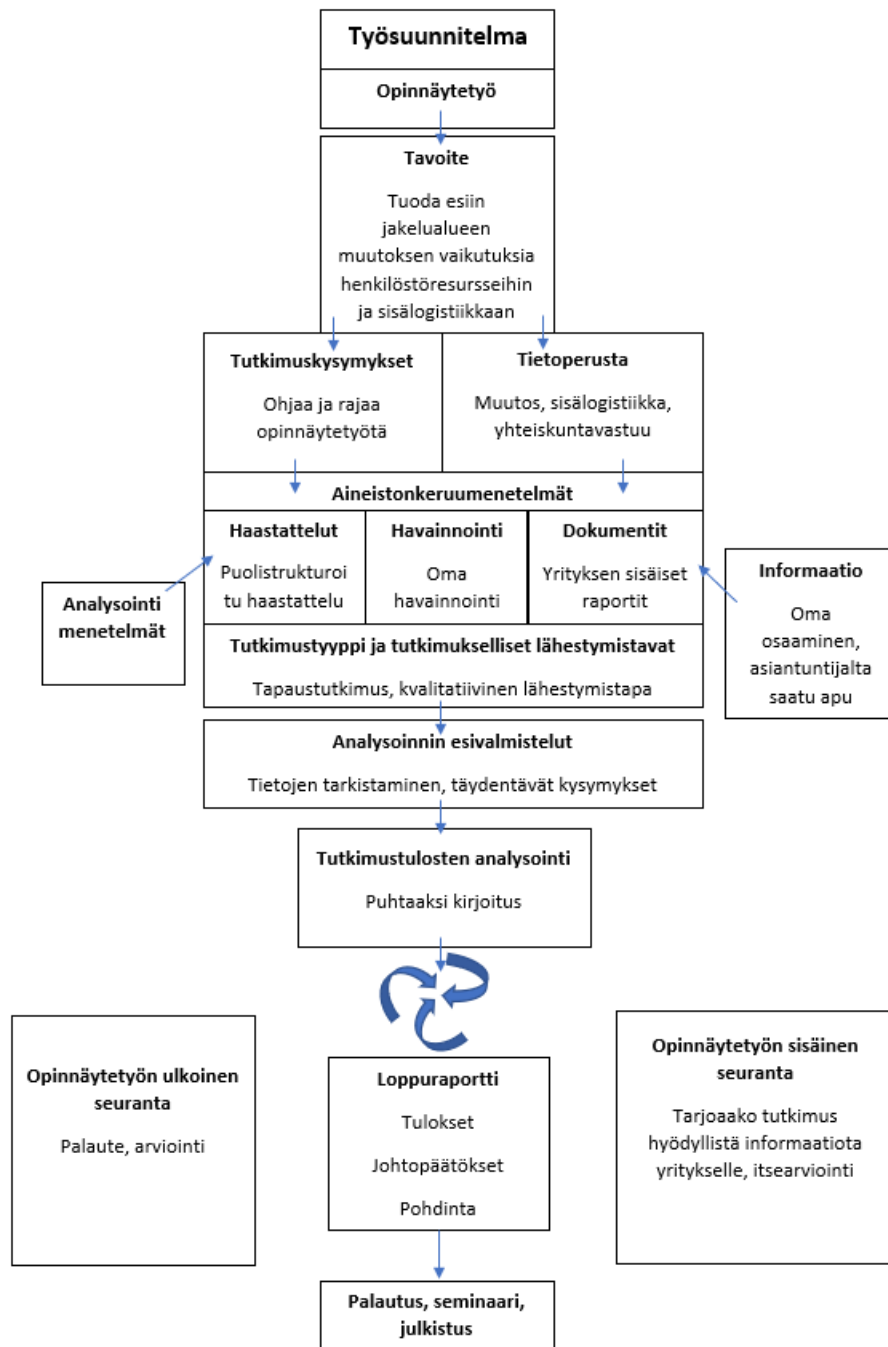 Työsuunnitelma
Opinnäytetyö
Tavoite
Tuoda esiin
jakelualueen
muutoksen vaikutuksia
henkilöstöresursseihin
ja sisälogistiikkaan
Tutkimuskysymykset
Ohjaa ja rajaa
opinnäytetyötä
Tietoperusta
Muutos, sisälogistiikka,
yhteiskuntavastuu
Aineistonkeruumenetelmät
Haastattelut
Puolistrukturoi
tu haastattelu
Havainnointi
Oma
havainnointi
Dokumentit
Yrityksen sisäiset
raportit
Analysointi
menetelmät
Informaatio
Oma
osaaminen,
asiantuntijalta
saatu apu
Tutkimustyyppi ja tutkimukselliset lähestymistavat
Tapaustutkimus, kvalitatiivinen lähestymistapa
Analysoinnin esivalmistelut
Tietojen tarkistaminen, täydentävät kysymykset
Tutkimustulosten analysointi
Puhtaaksi kirjoitus
Opinnäytetyön ulkoinen
seuranta
Palaute, arviointi
Loppuraportti
Tulokset
Johtopäätökset
Pohdinta
Opinnäytetyön sisäinen
seuranta
Tarjoaako tutkimus
hyödyllistä informaatiota
yritykselle, itsearviointi
Palautus, seminaari,
julkistus